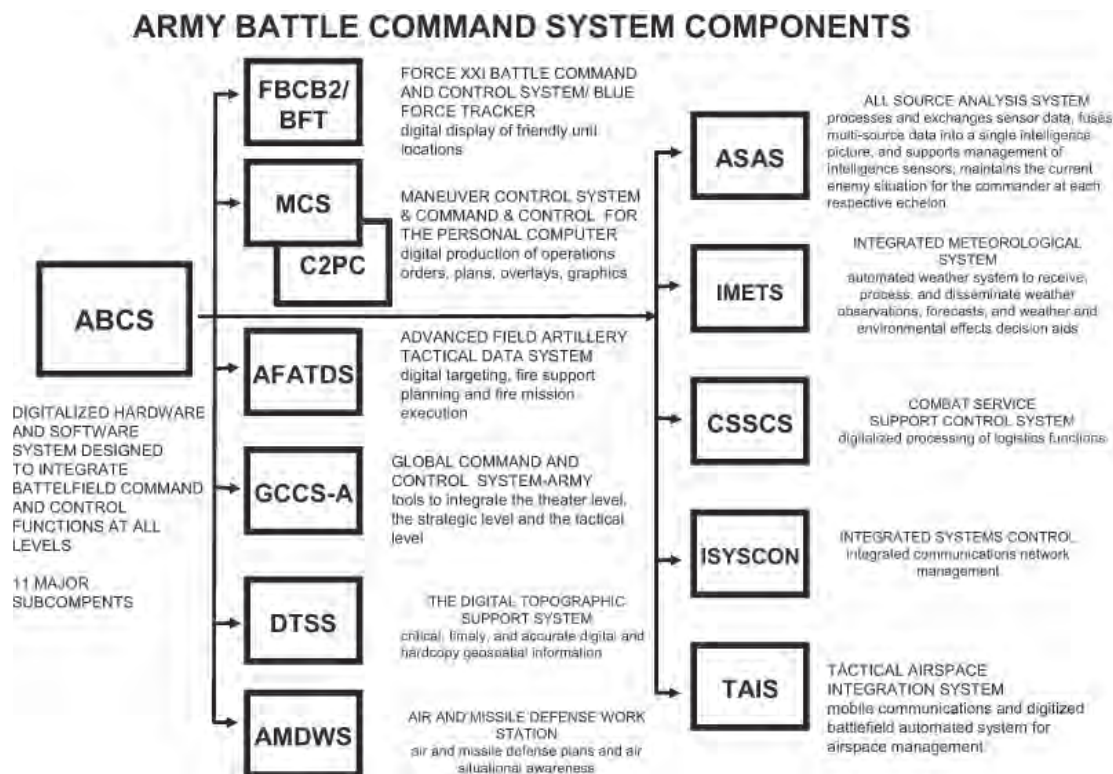 ARMY BATTLE COMMAND SYSTEM COMPONENTS
ABCS
DIGITALIZED HARDWARE
AND SOFTWARE
SYSTEM DESIGNED
TO INTEGRATE
BATTELFIELD COMMAND
AND CONTROL
FUNCTIONS AT ALL
LEVELS
11 MAJOR
SUBCOMPENTS
FBCB2/
BFT
FORCE XXI BATTLE COMMAND
AND CONTROL SYSTEM/ BLUE
FORCE TRACKER
digital display of friendly unit
locations
MCS
C2PC
MANEUVER CONTROL SYSTEM
& COMMAND & CONTROL FOR
THE PERSONAL COMPUTER
digital production of operations
orders, plans, overlays, graphics
AFATDS
ADVANCED FIELD ARTILLERY
TACTICAL DATA SYSTEM
digital targeting, fire support
planning and fire mission
execution
GCCS-A
GLOBAL COMMAND AND
CONTROL SYSTEM-ARMY
tools to integrate the theater level,
the strategic level and the tactical
level
DTSS
THE DIGITAL TOPOGRAPHIC
SUPPORT SYSTEM
critical, timely, and accurate digital and
hardcopy geospatial information
AMDWS
AIR AND MISSILE DEFENSE WORK
STATION
air and missile defense plans and air
situational awareness
ASAS
ALL SOURCE ANALYSIS SYSTEM
processes and exchanges sensor data, fuses
multi-source data into a single intelligence
picture, and supports management of
intelligence sensors, maintains the current
enemy situation for the commander at each
respective echelon
IMETS
INTEGRATED METEOROLOGICAL
SYSTEM
automated weather system to receive,
process, and disseminate weather
observations, forecasts, and weather and
environmental effects decision aids
CSSCS
COMBAT SERVICE
SUPPORT CONTROL SYSTEM
digitalized processing of logistics functions
ISYSCON
INTEGRATED SYSTEMS CONTROL
integrated communications network
management
TAIS
TACTICAL AIRSPACE
INTEGRATION SYSTEM
mobile communications and digitized
battlefield automated system for
airspace management